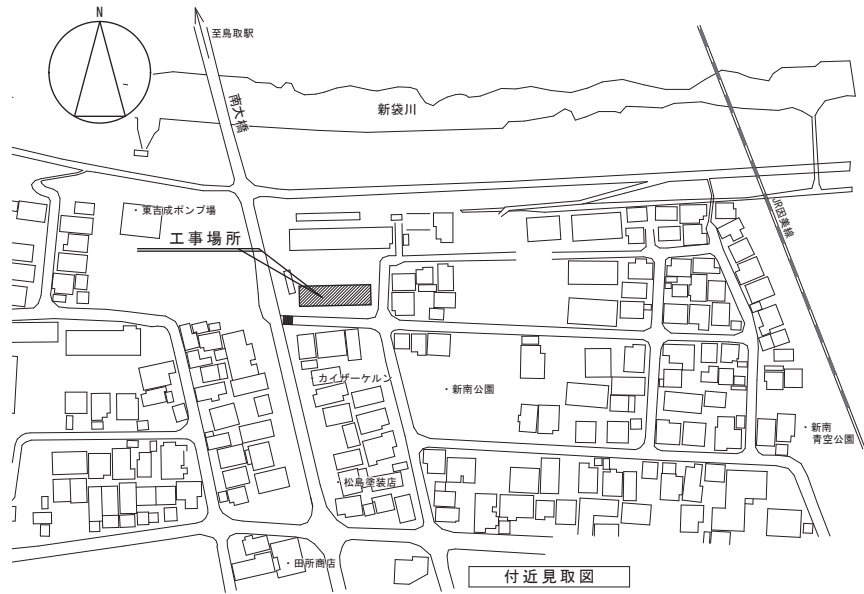 N
至鳥取駅
新袋川
南大橋
JR因美線
・東吉成ポンプ場
工事場所
・カイザーケルン
・新南公園
・新南
青空公園
・松島塗装店
・田所商店
付近見取図